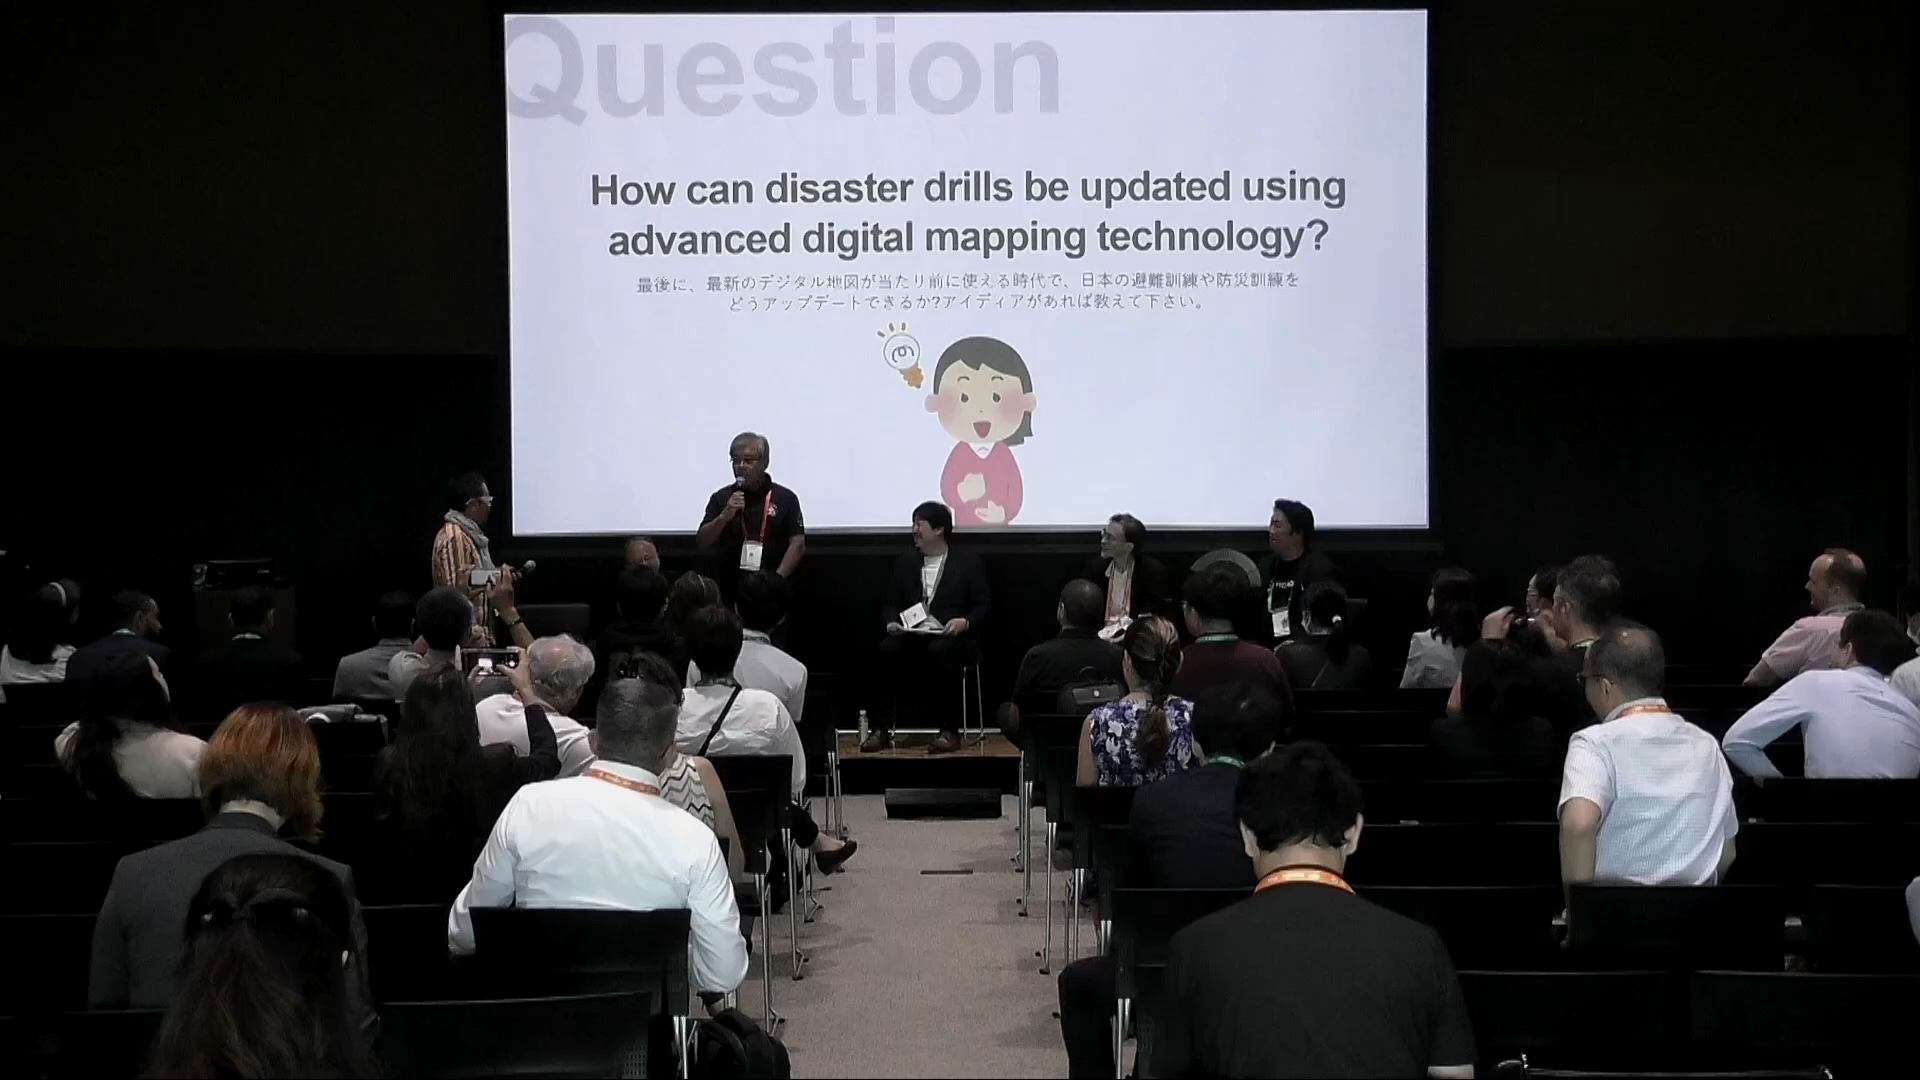 Question
How can disaster drills be updated using
advanced digital mapping technology?
最後に、最新のデジタル地図が当たり前に使える時代で、日本の避難訓練や防災訓練を
どうアップデートできるか?アイディアがあれば教えて下さい。